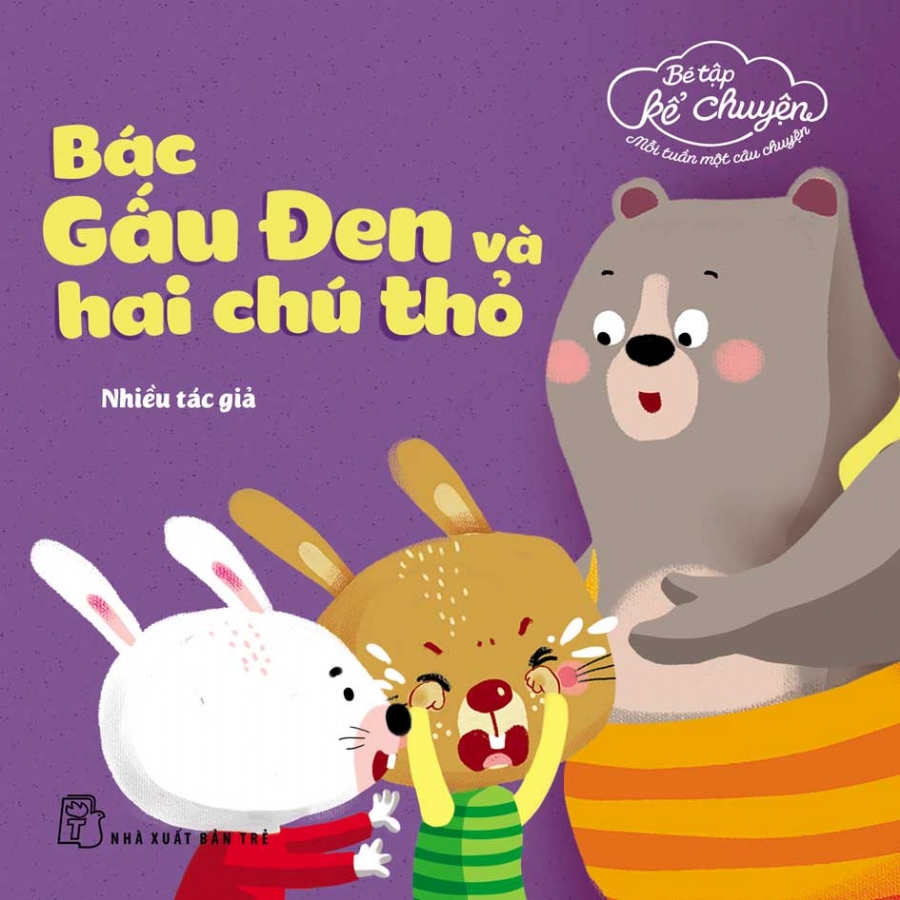 Bé tập
kể chuyện
Mỗi tuần một câu chuyện
Bác
Gấu Đen và
hai chú thỏ
Nhiều tác giả
T
NHÀ XUẤT BẢN TRẺ